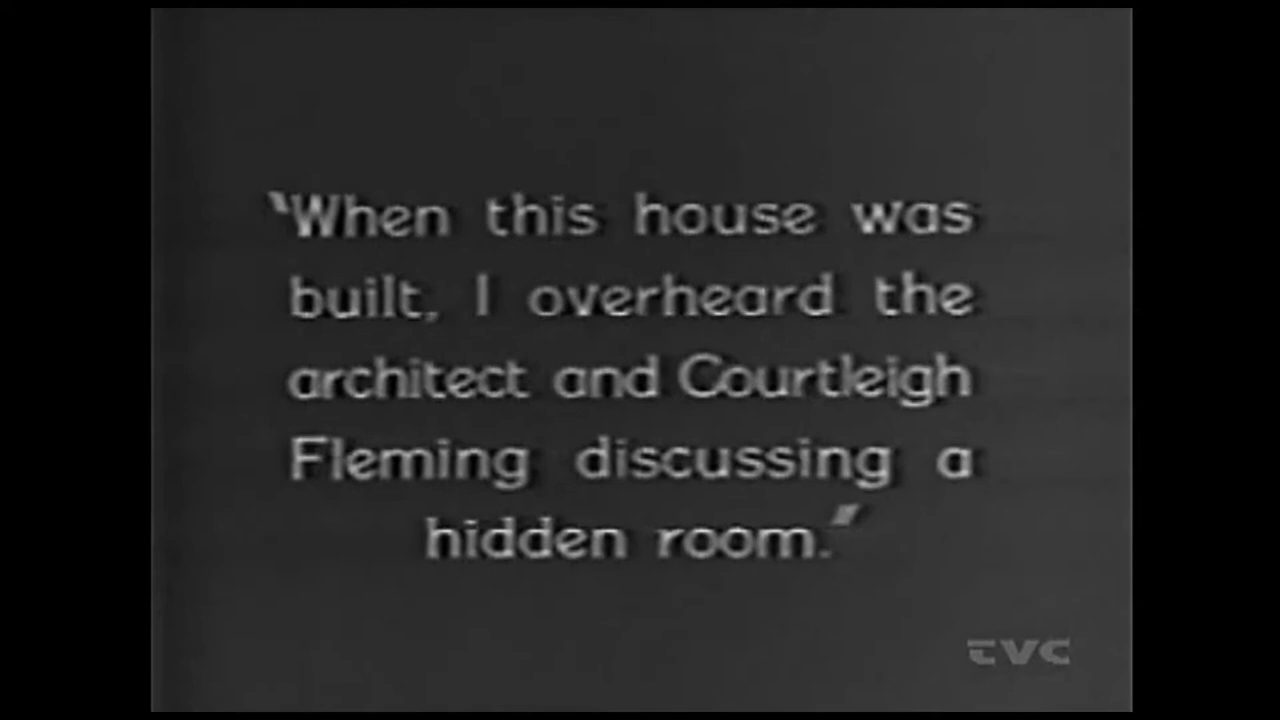 ‛When this house was
built, I overheard the
architect and Courtleigh
Fleming discussing a
hidden room.’
TVC